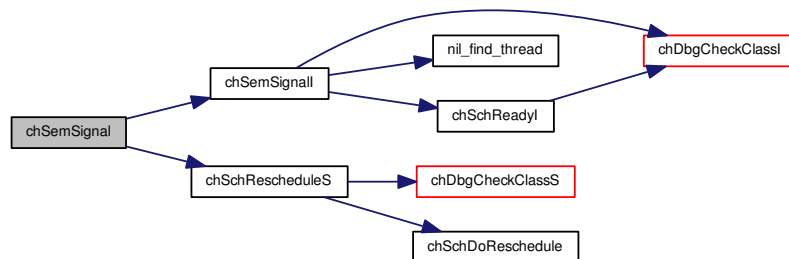 chSemSignal
chSemSignalI
chSchRescheduleS
nil_find_thread
chSchReadyI
chDbgCheckClassS
chSchDoReschedule
chDbgCheckClassI